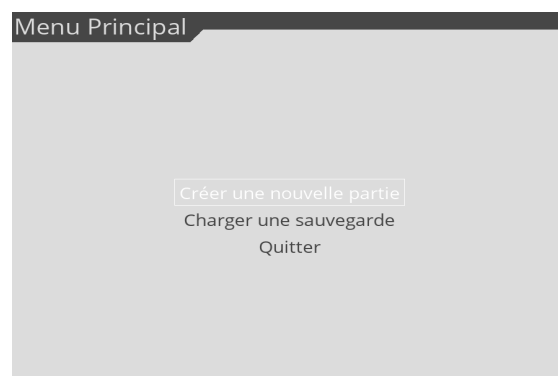 Menu Principal
Créer une nouvelle partie
Charger une sauvegarde
Quitter